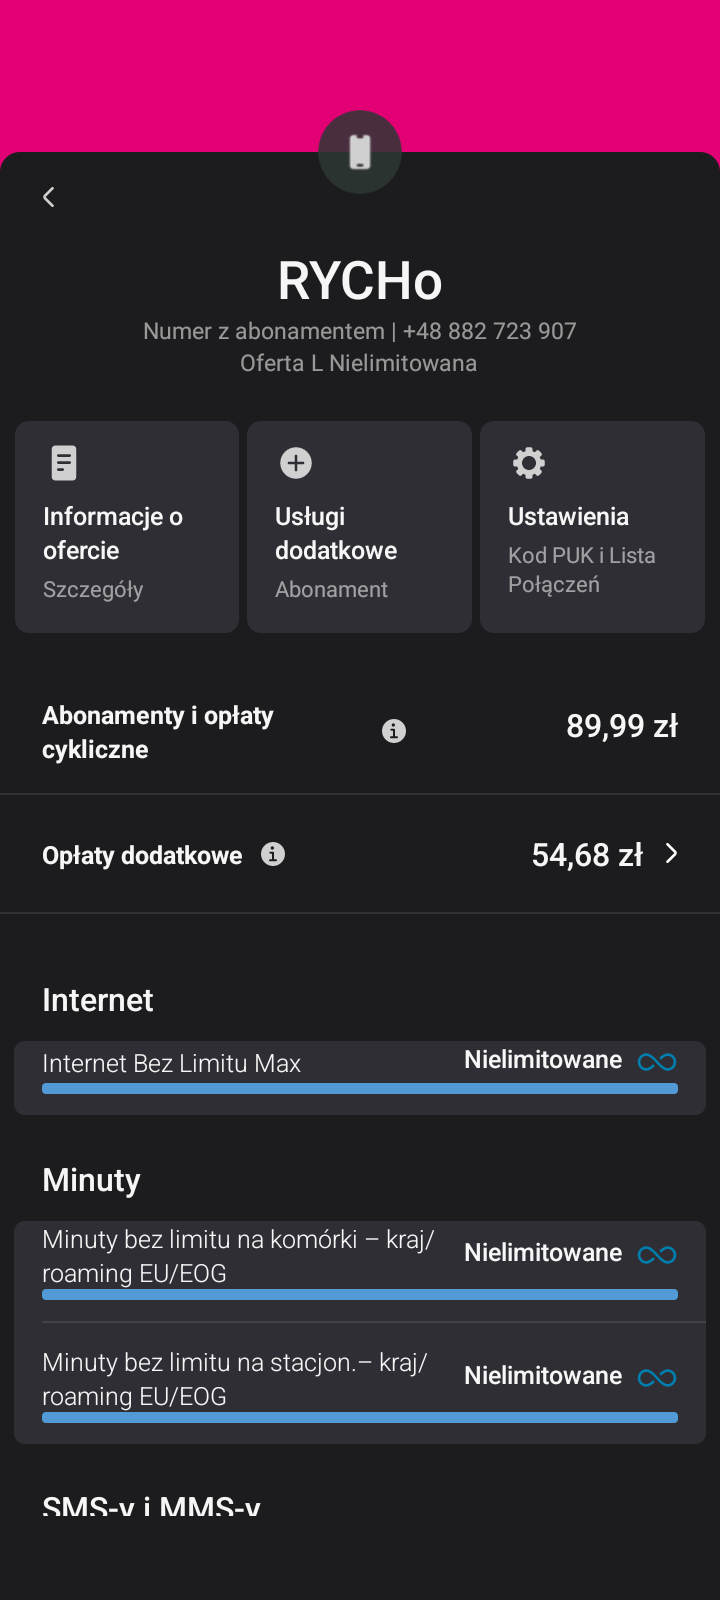 RYCHo
Numer z abonamentem | +48 882 723 907
Oferta L Nielimitowana
Informacje o
ofercie
Szczegóły
Usługi
dodatkowe
Abonament
Ustawienia
Kod PUK i Lista
Połączeń
Abonamenty i opłaty
cykliczne
89,99 zł
Opłaty dodatkowe
54,68 zł
Internet
Internet Bez Limitu Max
Nielimitowane
Minuty
Minuty bez limitu na komórki – kraj/
roaming EU/EOG
Nielimitowane
Minuty bez limitu na stacjon.– kraj/
roaming EU/EOG
Nielimitowane
SMS-y i MMS-y